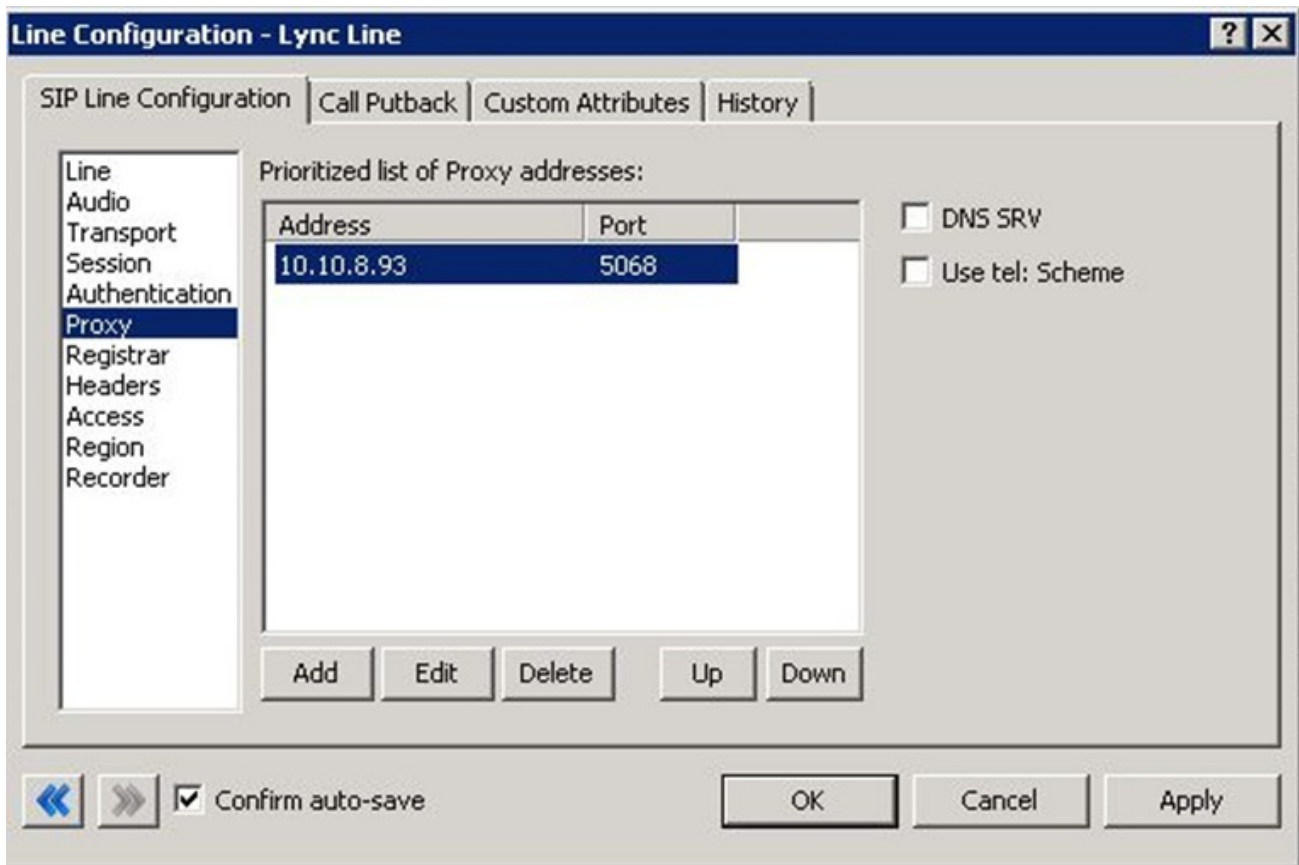 Line Configuration - Lync Line
? X
SIP Line Configuration Call Putback Custom Attributes History
Line
Audio
Transport
Session
Authentication
Proxy
Registrar
Headers
Access
Region
Recorder
Prioritized list of Proxy addresses:
Address Port
10.10.8.93 5068
DNS SRV
Use tel: Scheme
Add Edit Delete Up Down
Confirm auto-save
OK Cancel Apply